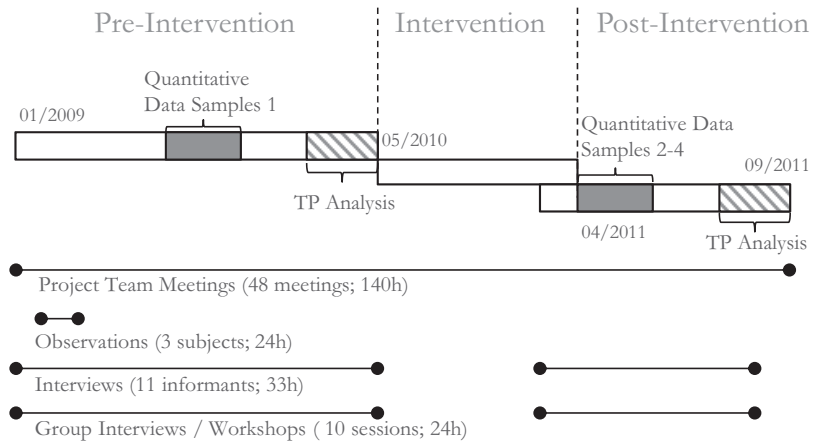 Pre-Intervention
Intervention
Post-Intervention
Quantitative
Data Samples 1
01/2009
05/2010
Quantitative Data
Samples 2-4
09/2011
TP Analysis
04/2011
TP Analysis
Project Team Meetings (48 meetings; 140h)
Observations (3 subjects; 24h)
Interviews (11 informants; 33h)
Group Interviews / Workshops ( 10 sessions; 24h)